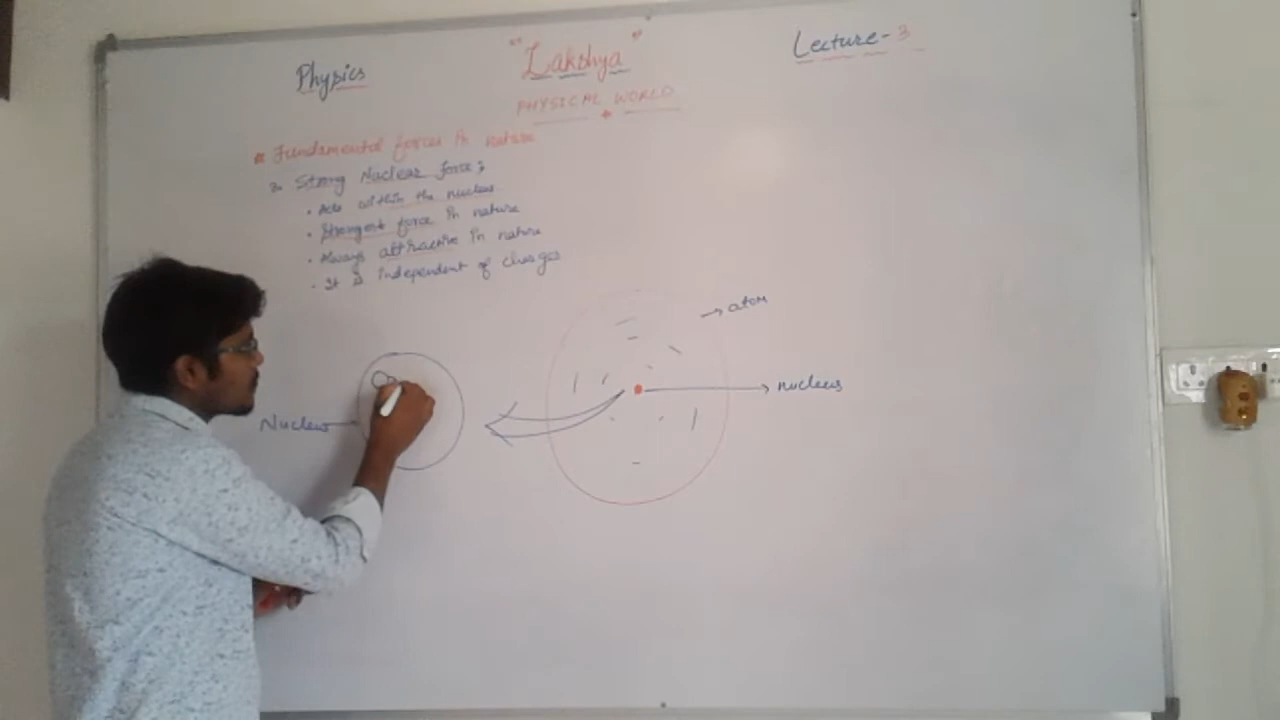 Physics
"Lakshya"
Lecture-3
PHYSICAL WORLD
Fundamental forces in nature
3. Strong Nuclear force;
• Acts within the nucleus
• Strongest force in nature
• Always attractive in nature
• It is independent of charges
→ atom
nucleus
Nucleus